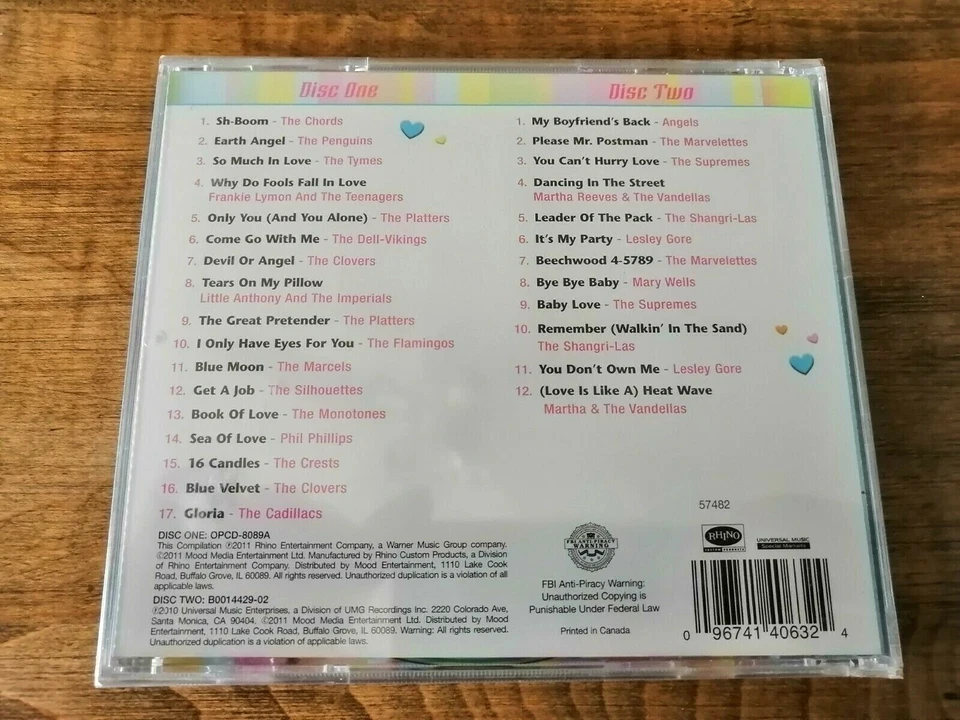 Disc One
1. Sh-Boom - The Chords
2. Earth Angel - The Penguins
3. So Much In Love - The Tymes
4. Why Do Fools Fall In Love
Frankie Lymon And The Teenagers
5. Only You (And You Alone) - The Platters
6. Come Go With Me - The Dell-Vikings
7. Devil Or Angel - The Clovers
8. Tears On My Pillow
Little Anthony And The Imperials
9. The Great Pretender - The Platters
10. I Only Have Eyes For You - The Flamingos
11. Blue Moon - The Marcels
12. Get A Job - The Silhouettes
13. Book Of Love - The Monotones
14. Sea Of Love - Phil Phillips
15. 16 Candles - The Crests
16. Blue Velvet - The Clovers
17. Gloria - The Cadillacs
DISC ONE: OPCD-8089A
This Compilation ℗2011 Rhino Entertainment Company, a Warner Music Group company.
©2011 Mood Media Entertainment Ltd. Manufactured by Rhino Custom Products, a Division
of Rhino Entertainment Company. Distributed by Mood Entertainment, 1110 Lake Cook
Road, Buffalo Grove, IL 60089. All rights reserved. Unauthorized duplication is a violation of all
applicable laws.
DISC TWO: B0014429-02
℗2010 Universal Music Enterprises, a Division of UMG Recordings Inc. 2220 Colorado Ave,
Santa Monica, CA 90404. ©2011 Mood Media Entertainment Ltd. Distributed by Mood
Entertainment, 1110 Lake Cook Road, Buffalo Grove, IL 60089. Warning: All rights reserved.
Unauthorized duplication is a violation of applicable laws.
Disc Two
1. My Boyfriend's Back - Angels
2. Please Mr. Postman - The Marvelettes
3. You Can't Hurry Love - The Supremes
4. Dancing In The Street
Martha Reeves & The Vandellas
5. Leader Of The Pack - The Shangri-Las
6. It's My Party - Lesley Gore
7. Beechwood 4-5789 - The Marvelettes
8. Bye Bye Baby - Mary Wells
9. Baby Love - The Supremes
10. Remember (Walkin' In The Sand)
The Shangri-Las
11. You Don't Own Me - Lesley Gore
12. (Love Is Like A) Heat Wave
Martha & The Vandellas
57482
FBI ANTI-PIRACY
WARNING
FBI Anti-Piracy Warning:
Unauthorized Copying is
Punishable Under Federal Law
Printed in Canada
RHINO
CUSTOM PRODUCTS
UNIVERSAL MUSIC
Special Markets
0 96741 40632 4